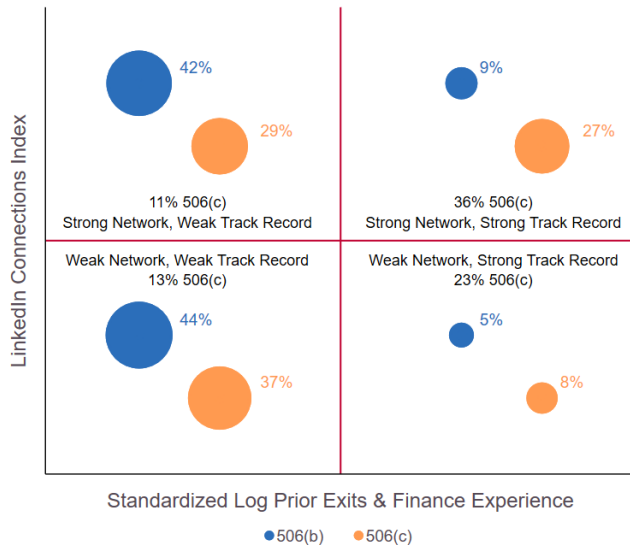 42%
9%
29%
27%
11% 506(c)
Strong Network, Weak Track Record
36% 506(c)
Strong Network, Strong Track Record
Weak Network, Weak Track Record
13% 506(c)
Weak Network, Strong Track Record
23% 506(c)
44%
5%
37%
8%
LinkedIn Connections Index
Standardized Log Prior Exits & Finance Experience
506(b) 506(c)